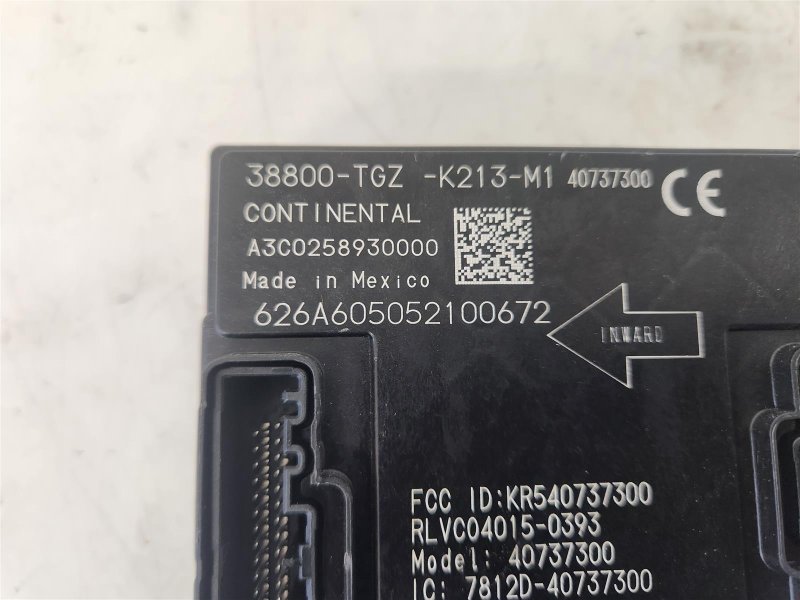 38800-TGZ -K213-M1 40737300 CE
CONTINENTAL
A3C0258930000
Made in Mexico
626A605052100672
INWARD
FCC ID:KR540737300
RLVC04015-0393
Model: 40737300
IC: 7812D-40737300